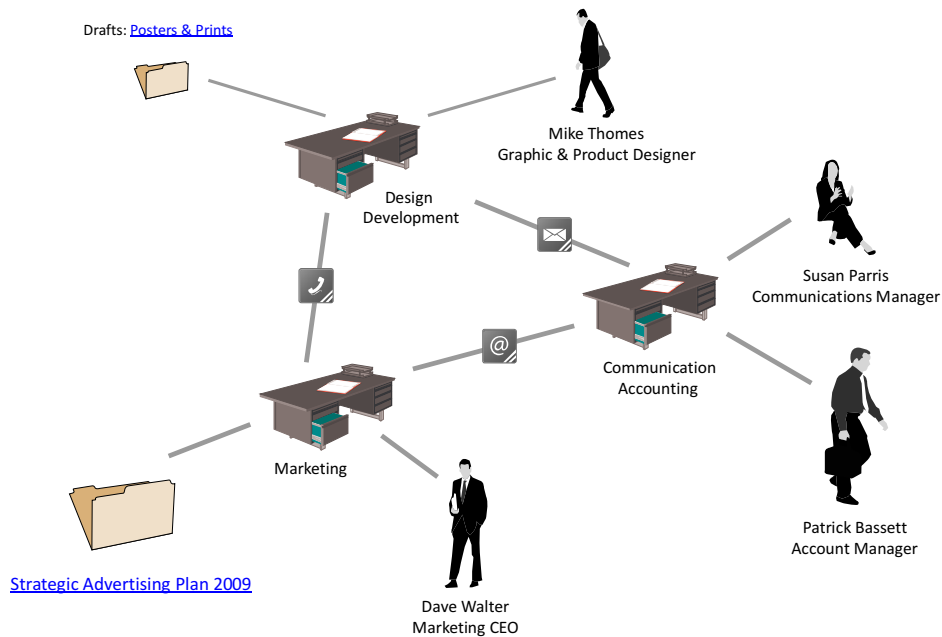 Drafts: Posters & Prints
Mike Thomes
Graphic & Product Designer
Design
Development
Susan Parris
Communications Manager
@
Communication
Accounting
Marketing
Patrick Bassett
Account Manager
Strategic Advertising Plan 2009
Dave Walter
Marketing CEO